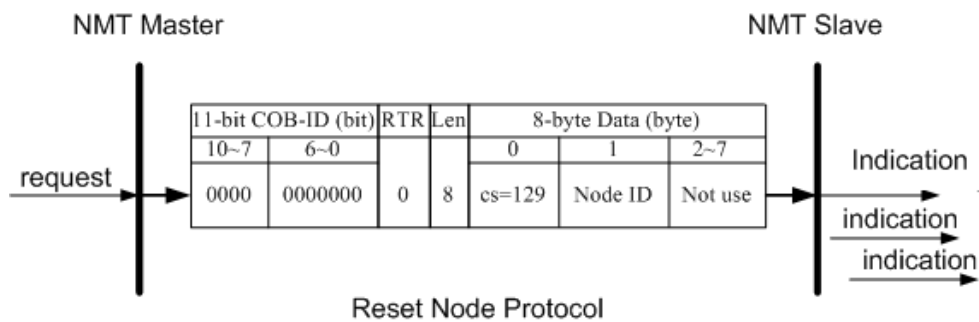 NMT Master
NMT Slave
11-bit COB-ID (bit) RTR Len 8-byte Data (byte)
10~7 6~0 0 1 2~7
request 0000 0000000 0 8 cs=129 Node ID Not use Indication
indication
indication
Reset Node Protocol